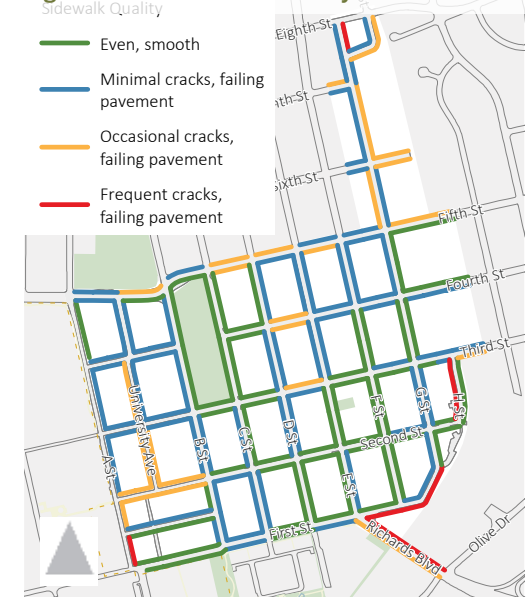 Sidewalk Quality
Even, smooth
Minimal cracks, failing
pavement
Occasional cracks,
failing pavement
Frequent cracks,
failing pavement
Eighth St
St
Sixth St
Fifth St
Fourth St
Third St
Second St
First St
A St
University Ave
B St
C St
D St
E St
F St
G St
H St
Richards Blvd
Olive Dr